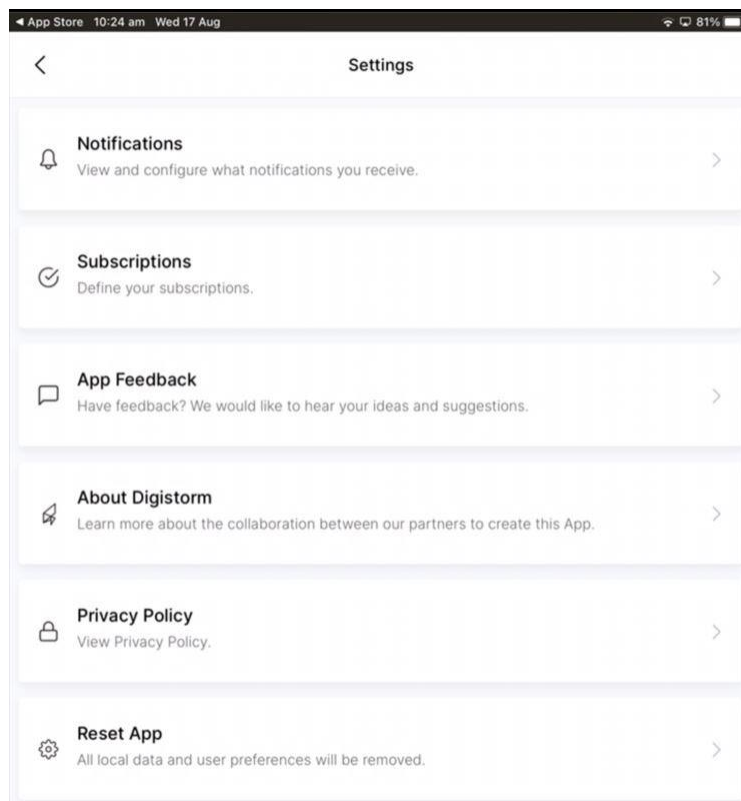 ◀ App Store 10:24 am Wed 17 Aug 81%
Settings
Notifications
View and configure what notifications you receive.
Subscriptions
Define your subscriptions.
App Feedback
Have feedback? We would like to hear your ideas and suggestions.
About Digistorm
Learn more about the collaboration between our partners to create this App.
Privacy Policy
View Privacy Policy.
Reset App
All local data and user preferences will be removed.